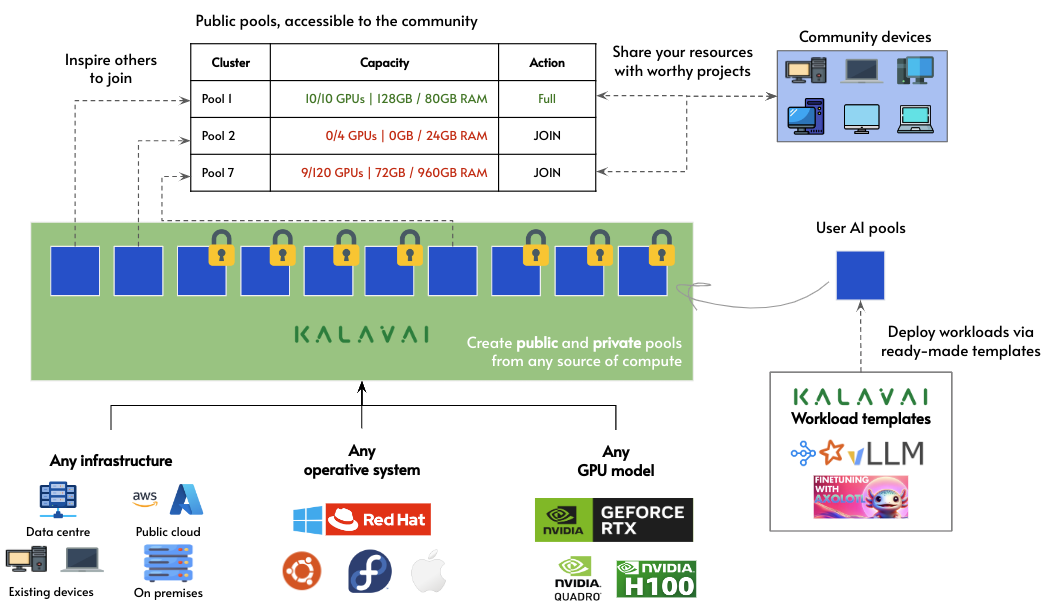 Public pools, accessible to the community
Inspire others
to join
Cluster Capacity Action
Pool 1 10/10 GPUs | 128GB / 80GB RAM Full
Pool 2 0/4 GPUs | 0GB / 24GB RAM JOIN
Pool 7 9/120 GPUs | 72GB / 960GB RAM JOIN
Share your resources
with worthy projects
Community devices
User AI pools
KALAVAI
Create public and private pools
from any source of compute
Deploy workloads via
ready-made templates
KALAVAI
Workload templates
vLLM
FINETUNING
WITH
AXOLOTL
Any infrastructure
aws
Data centre
Public cloud
Existing devices
On premises
Any
operative system
Red Hat
Any
GPU model
NVIDIA
GEFORCE
RTX
NVIDIA.
QUADRO
NVIDIA.
H100